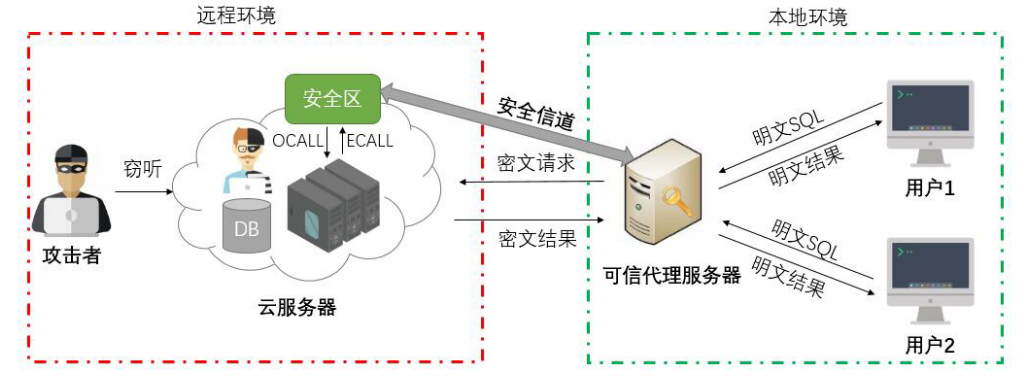 远程环境
本地环境
安全区
OCALL
ECALL
安全信道
窃听
DB
攻击者
云服务器
密文请求
密文结果
可信代理服务器
明文SQL
明文结果
用户1
明文SQL
明文结果
用户2